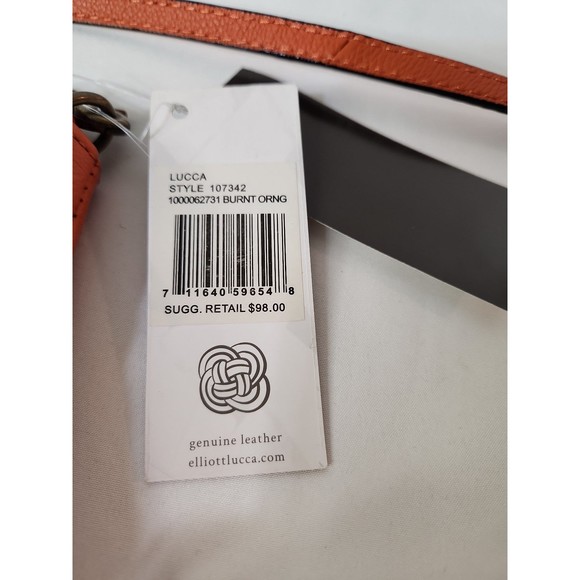 LUCCA
STYLE 107342
1000062731 BURNT ORNG
7 11640 59654 8
SUGG. RETAIL $98.00
genuine leather
elliottlucca.com